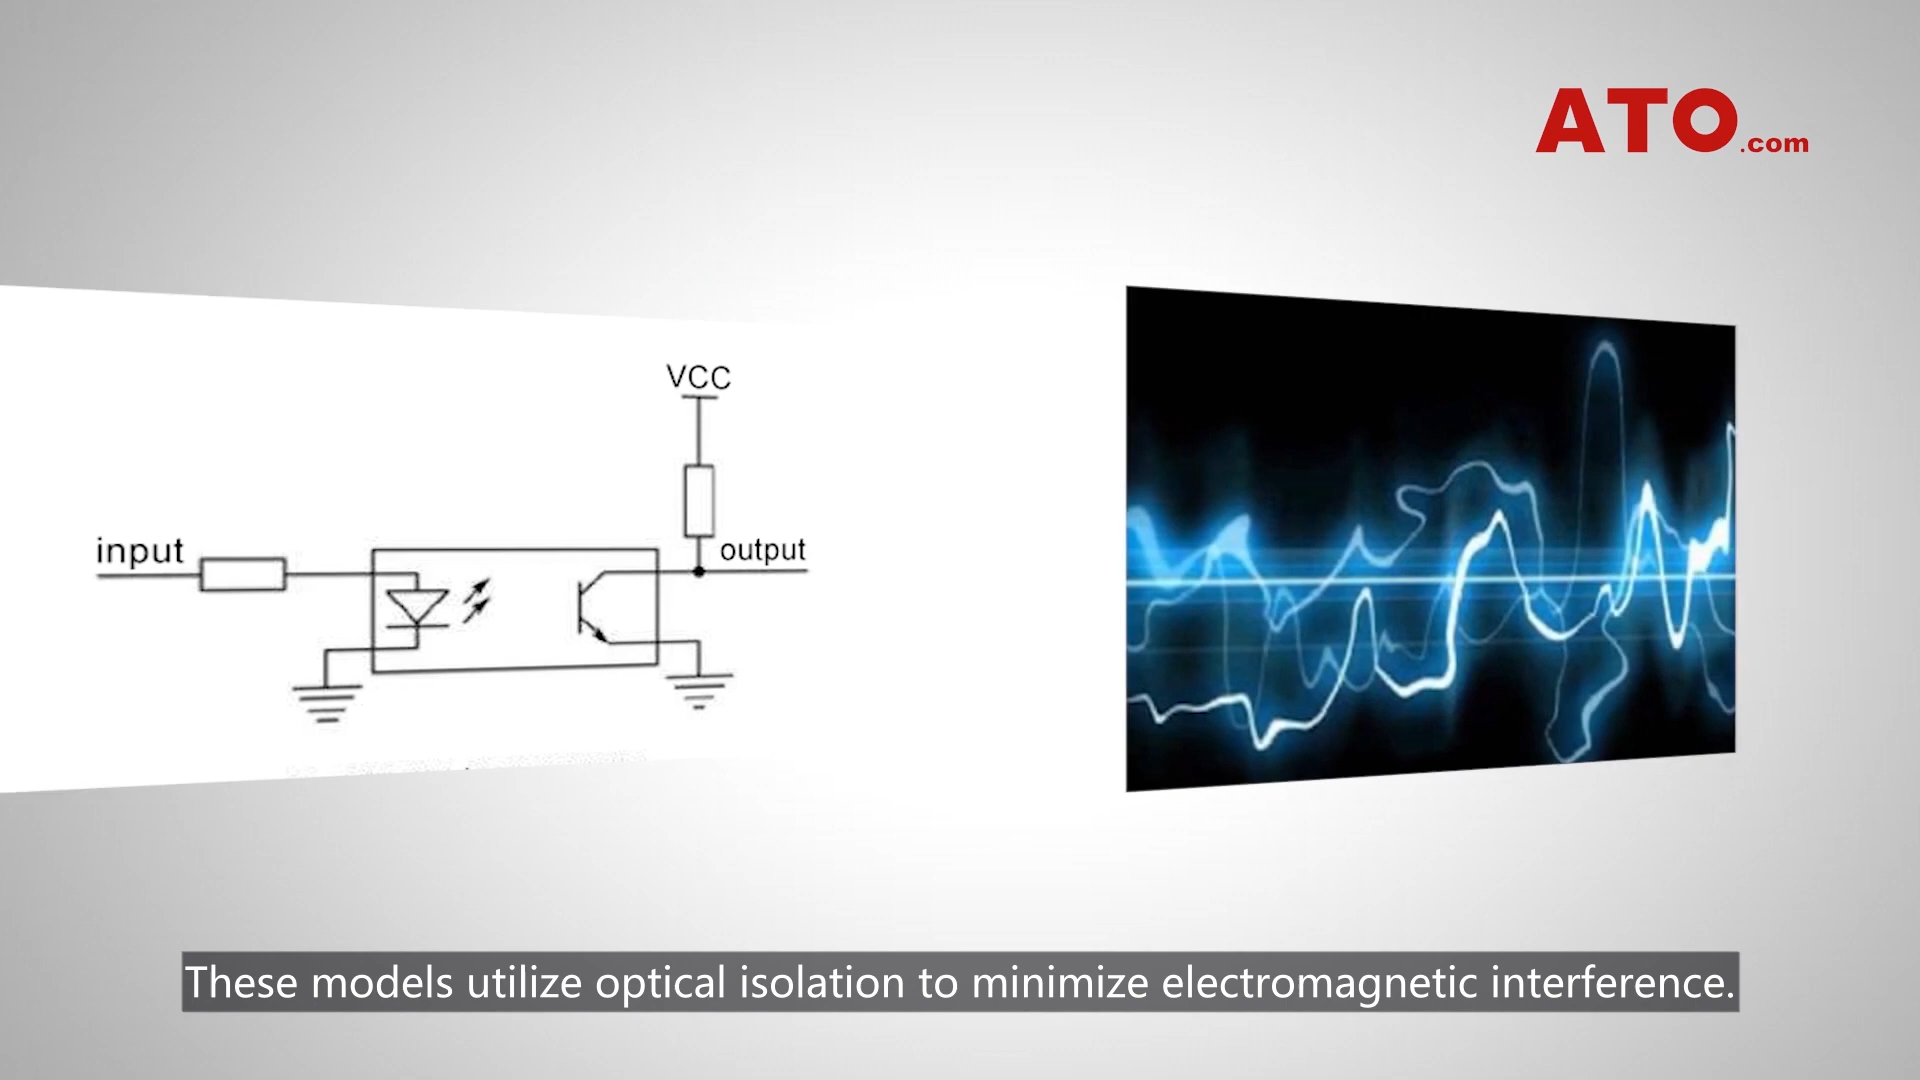 ATO.com
VCC
input
output
These models utilize optical isolation to minimize electromagnetic interference.